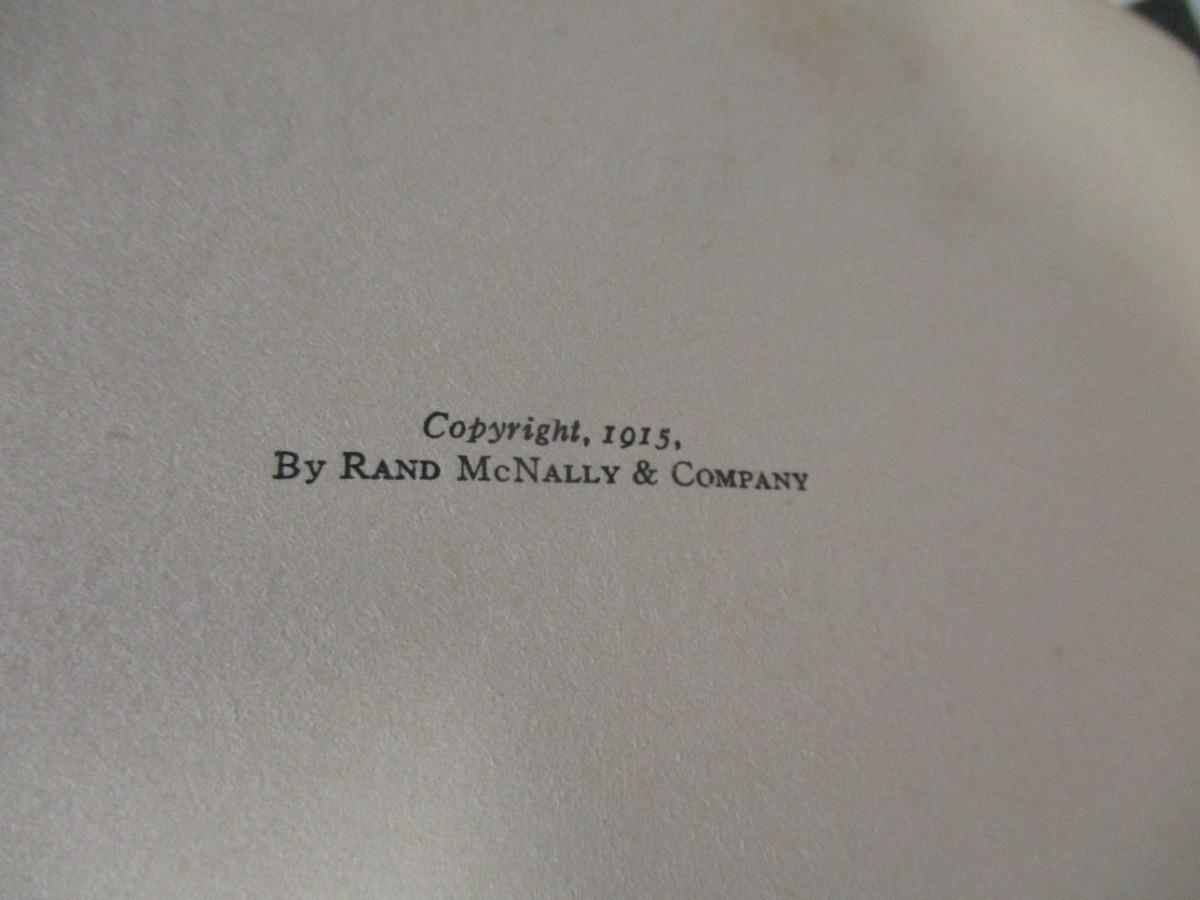 Copyright, 1915,
By Rand McNally & Company